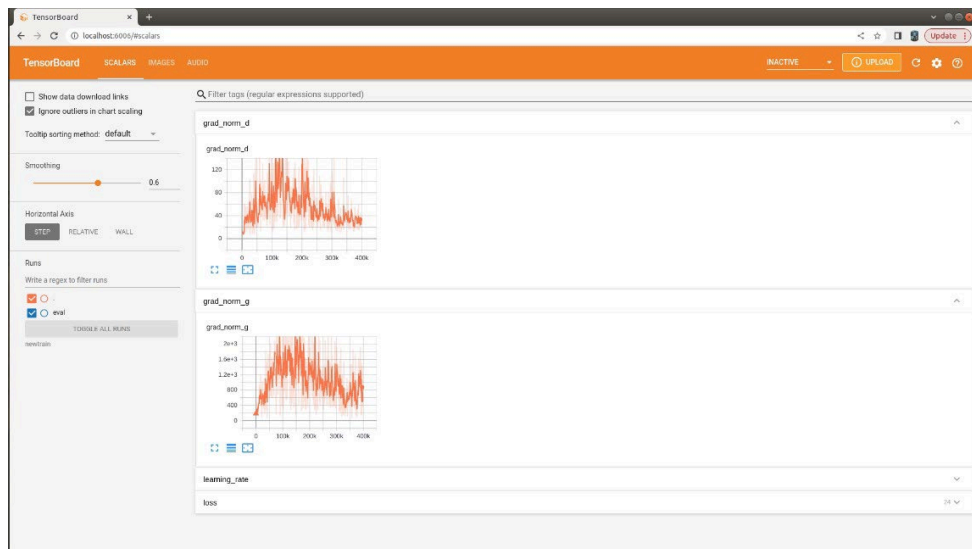 TensorBoard
localhost:6006/#scalars
Update
TensorBoard SCALARS IMAGES AUDIO INACTIVE UPLOAD
Show data download links
Ignore outliers in chart scaling
Tooltip sorting method: default
Smoothing
0.6
Horizontal Axis
STEP RELATIVE WALL
Runs
Write a regex to filter runs
.
eval
TOGGLE ALL RUNS
newtrain
Filter tags (regular expressions supported)
grad_norm_d
grad_norm_d
120
80
40
0
0 100k 200k 300k 400k
grad_norm_g
grad_norm_g
2e+3
1.6e+3
1.2e+3
800
400
0
0 100k 200k 300k 400k
learning_rate
loss
24